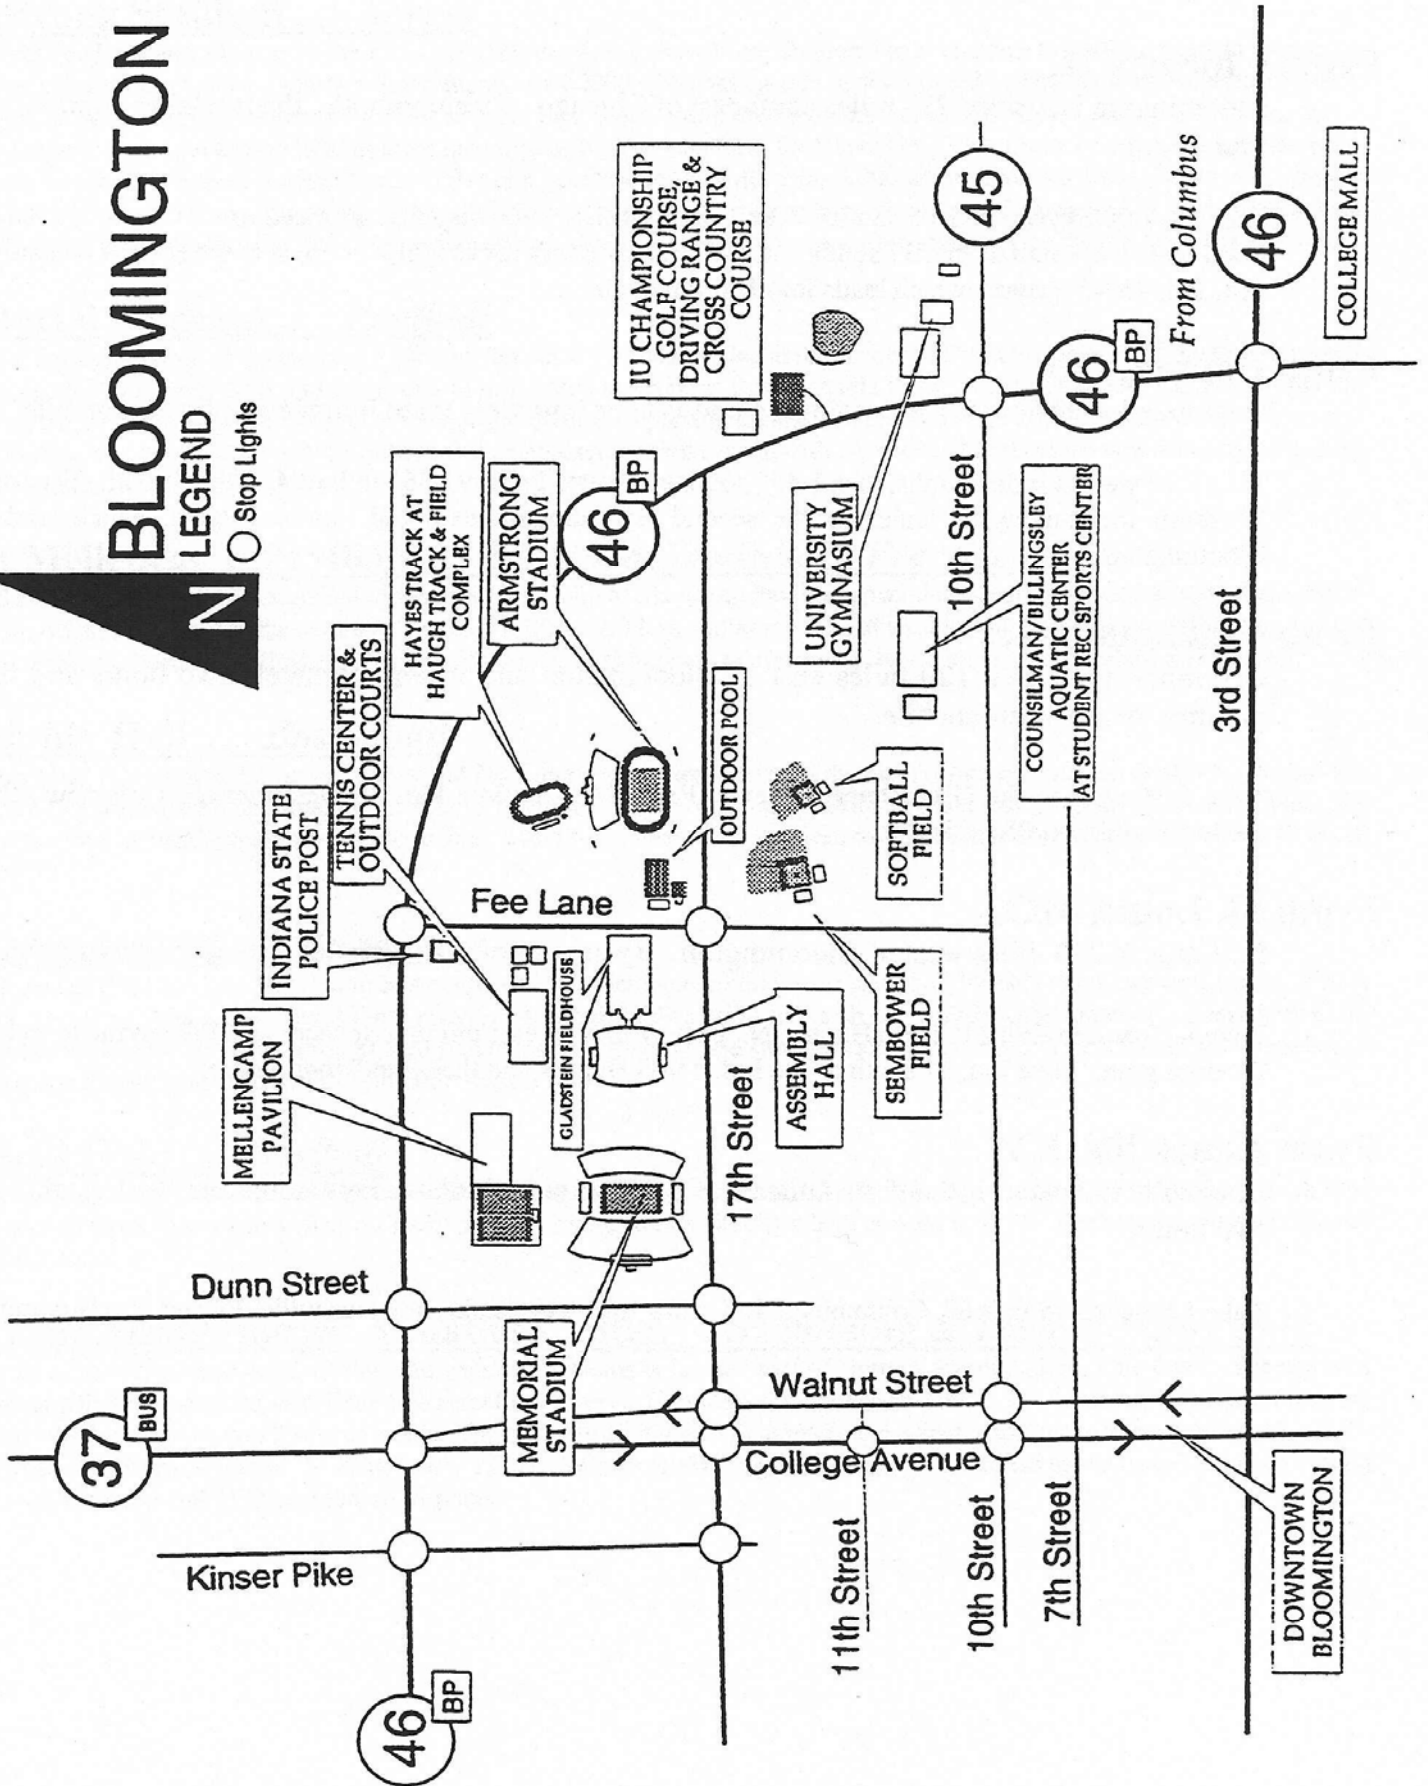 BLOOMINGTON
N
LEGEND
Stop Lights
HAYES TRACK AT
HAUGH TRACK & FIELD
COMPLEX
ARMSTRONG
STADIUM
TENNIS CENTER &
OUTDOOR COURTS
INDIANA STATE
POLICE POST
MELLENCAMP
PAVILION
Dunn Street
37
BUS
Kinser Pike
46
BP
46
BP
IU CHAMPIONSHIP
GOLF COURSE,
DRIVING RANGE &
CROSS COUNTRY
COURSE
Fee Lane
GLADSTEIN FIELDHOUSE
OUTDOOR POOL
MEMORIAL
STADIUM
17th Street
ASSEMBLY
HALL
SEMBOWER
FIELD
SOFTBALL
FIELD
UNIVERSITY
GYMNASIUM
10th Street
45
COUNSILMAN/BILLINGSLEY
AQUATIC CENTER
AT STUDENT REC SPORTS CENTER
46
BP
From Columbus
Walnut Street
College Avenue
11th Street
10th Street
7th Street
3rd Street
46
COLLEGE MALL
DOWNTOWN
BLOOMINGTON